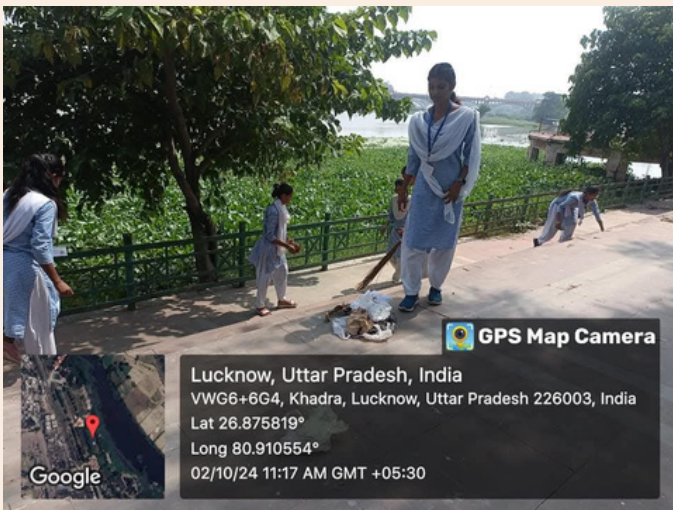 GPS Map Camera
Lucknow, Uttar Pradesh, India
VWG6+6G4, Khadra, Lucknow, Uttar Pradesh 226003, India
Lat 26.875819°
Long 80.910554°
02/10/24 11:17 AM GMT +05:30
Google